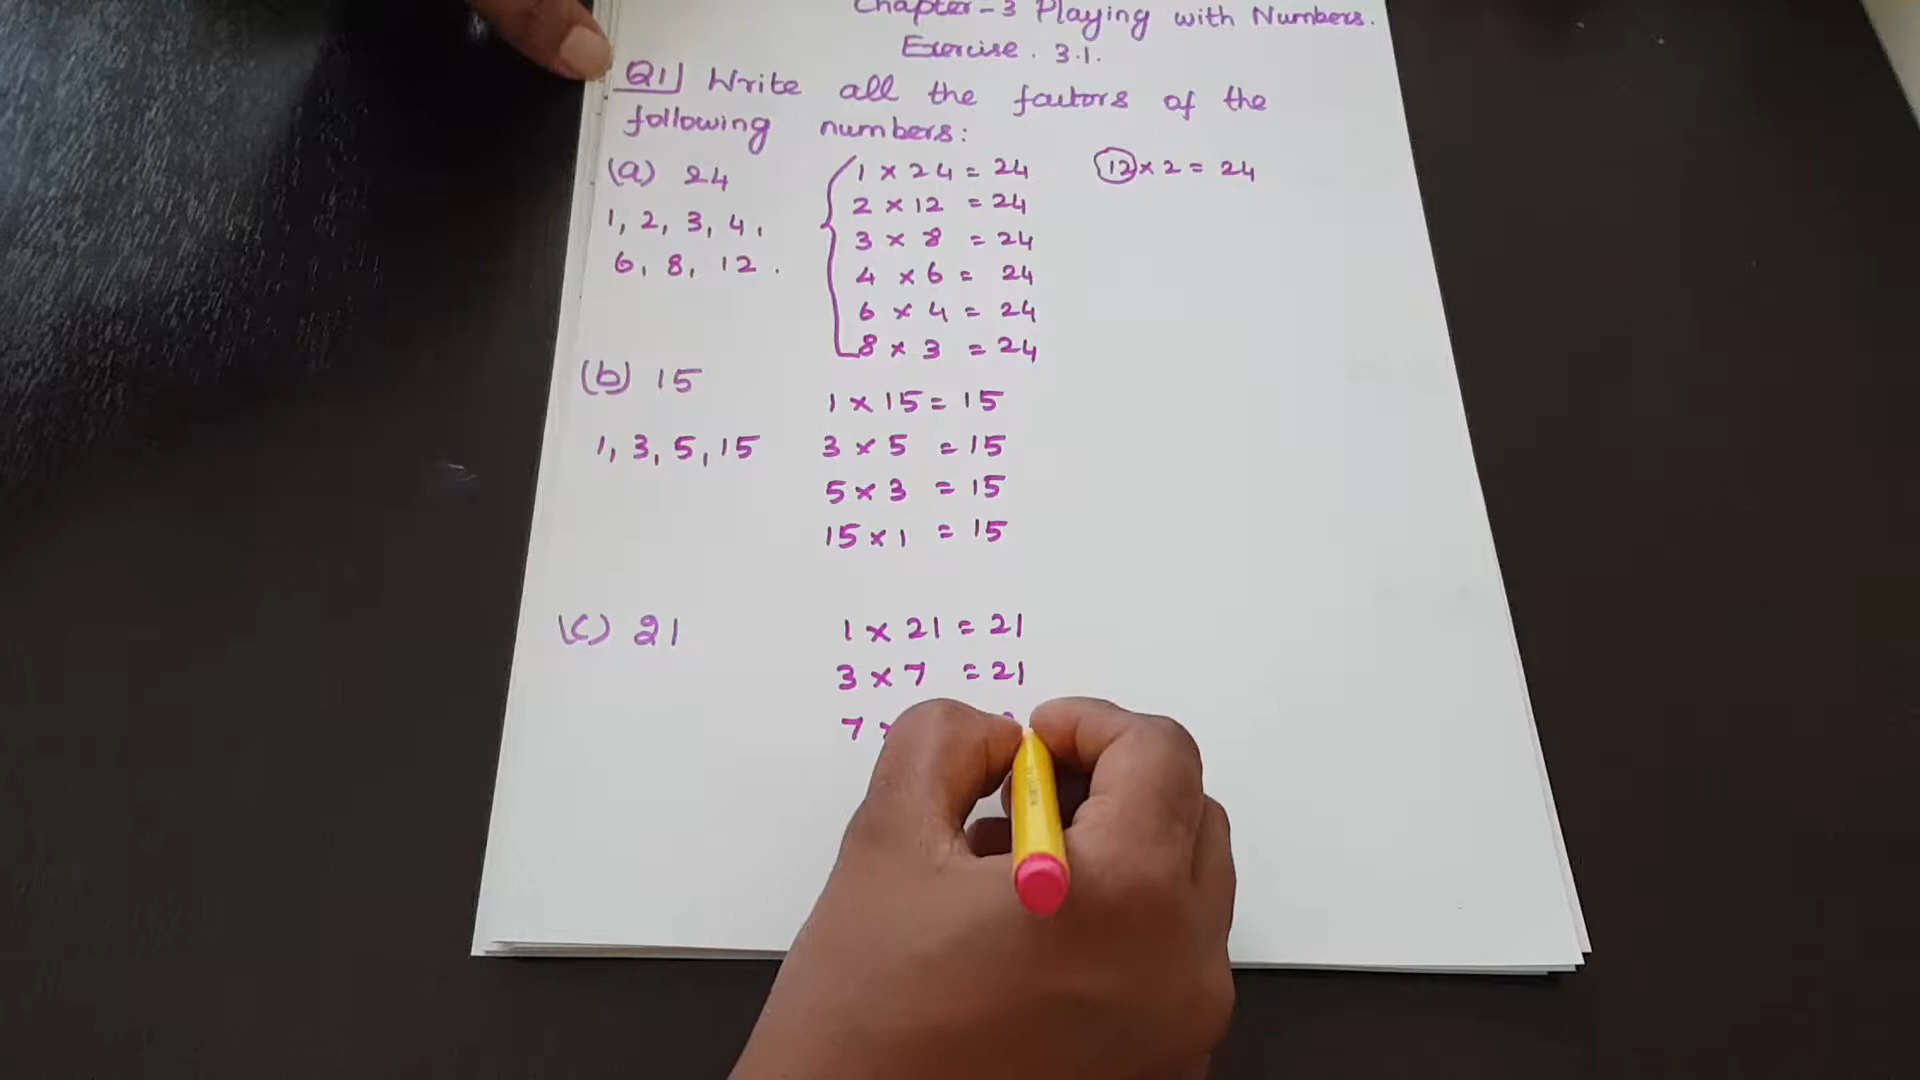 Chapter-3 Playing with Numbers.
Exercise. 3.1.
Q1) Write all the factors of the
following numbers:
(a) 24
1, 2, 3, 4,
6, 8, 12.
1 × 24 = 24
2 × 12 = 24
3 × 8 = 24
4 × 6 = 24
6 × 4 = 24
8 × 3 = 24
12 × 2 = 24
(b) 15
1, 3, 5, 15
1 × 15 = 15
3 × 5 = 15
5 × 3 = 15
15 × 1 = 15
(c) 21
1 × 21 = 21
3 × 7 = 21
7 ×